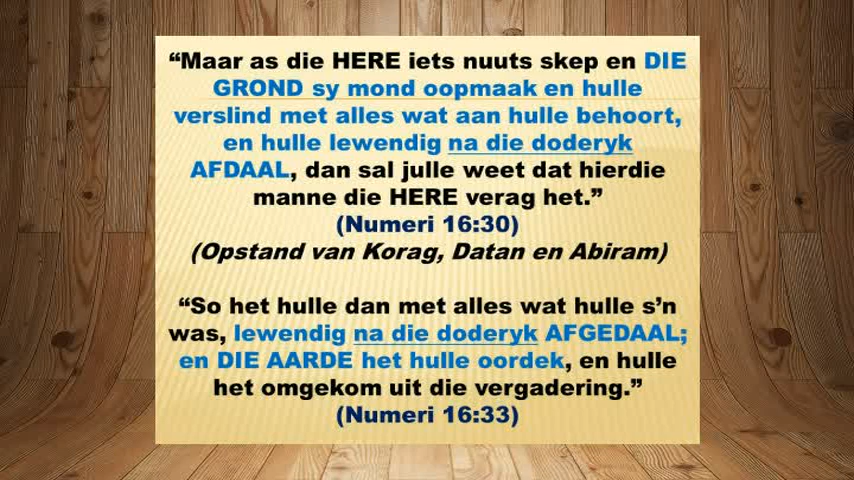 “Maar as die HERE iets nuuts skep en DIE
GROND sy mond oopmaak en hulle
verslind met alles wat aan hulle behoort,
en hulle lewendig na die doderyk
AFDAAL, dan sal julle weet dat hierdie
manne die HERE verag het.”
(Numeri 16:30)
(Opstand van Korag, Datan en Abiram)
“So het hulle dan met alles wat hulle s’n
was, lewendig na die doderyk AFGEDAAL;
en DIE AARDE het hulle oordek, en hulle
het omgekom uit die vergadering.”
(Numeri 16:33)